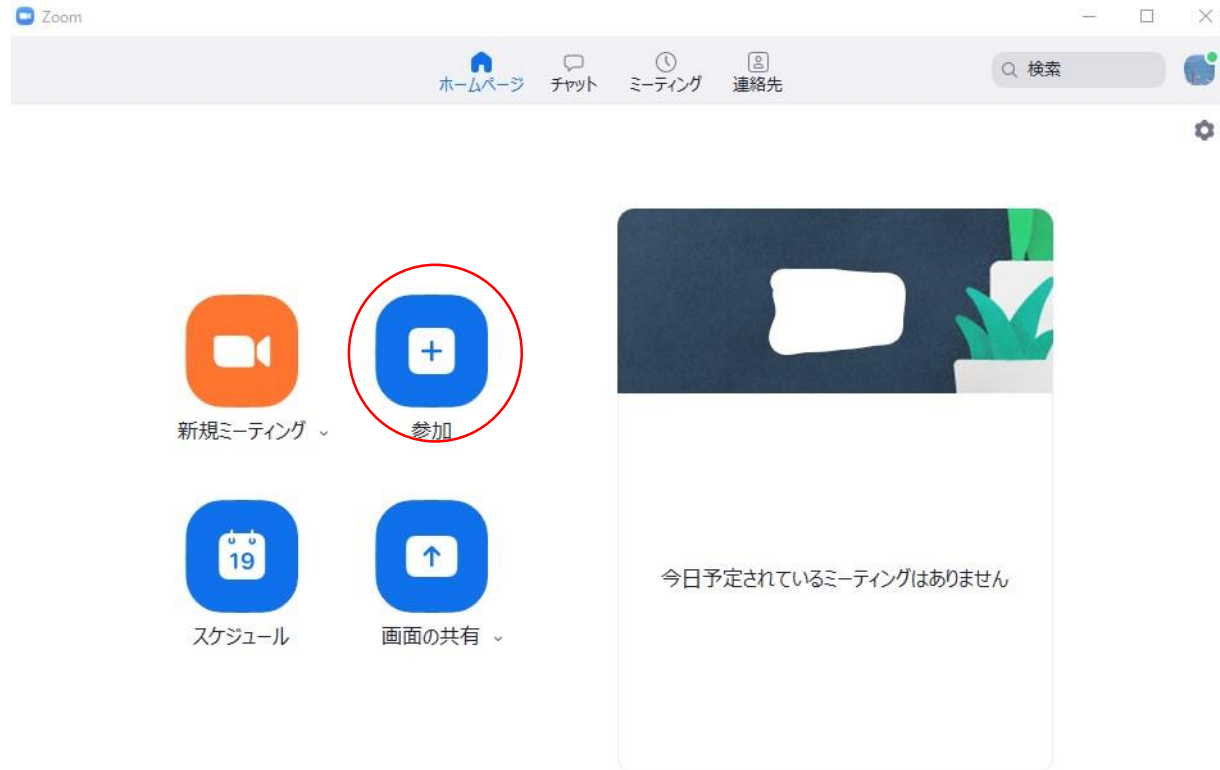 Zoom
ホームページ チャット ミーティング 連絡先 検索
新規ミーティング 参加
19
スケジュール 画面の共有
今日予定されているミーティングはありません